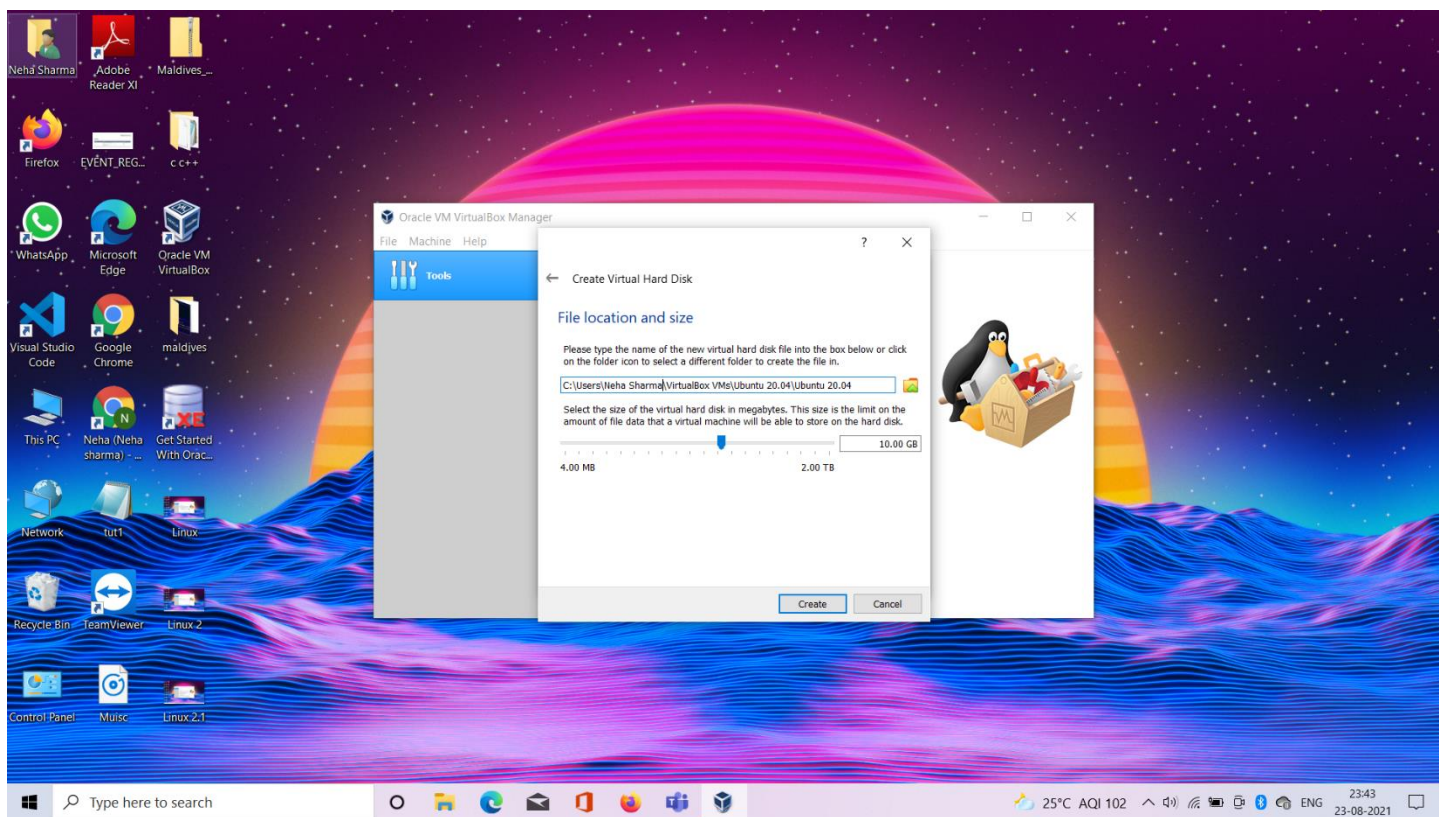 Neha Sharma
Adobe Reader XI
Maldives_...
Firefox
EVENT_REG...
c c++
WhatsApp
Microsoft Edge
Oracle VM VirtualBox
Visual Studio Code
Google Chrome
maldives
This PC
Neha (Neha sharma) - ...
Get Started With Orac...
Network
tut1
Linux
Recycle Bin
TeamViewer
Linux 2
Control Panel
Muisc
Linux 2.1
Oracle VM VirtualBox Manager
File Machine Help
Tools
? 
Create Virtual Hard Disk
File location and size
Please type the name of the new virtual hard disk file into the box below or click
on the folder icon to select a different folder to create the file in.
C:\Users\Neha Sharma\VirtualBox VMs\Ubuntu 20.04\Ubuntu 20.04
Select the size of the virtual hard disk in megabytes. This size is the limit on the
amount of file data that a virtual machine will be able to store on the hard disk.
10.00 GB
4.00 MB 2.00 TB
Create Cancel
Type here to search
25°C AQI 102 ENG
23:43
23-08-2021